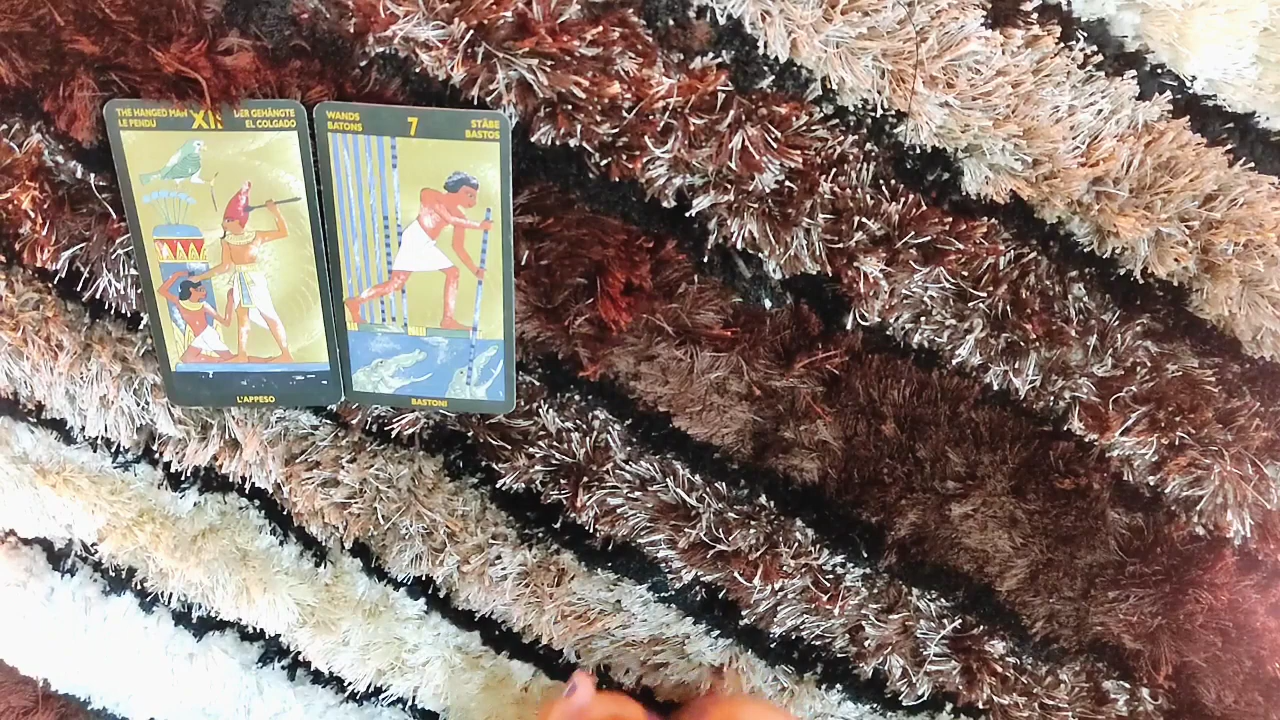 THE HANGED MAN XII DER GEHÄNGTE
LE PENDU EL COLGADO
L'APPESO
WANDS 7 STÄBE
BATONS BASTOS
BASTONI